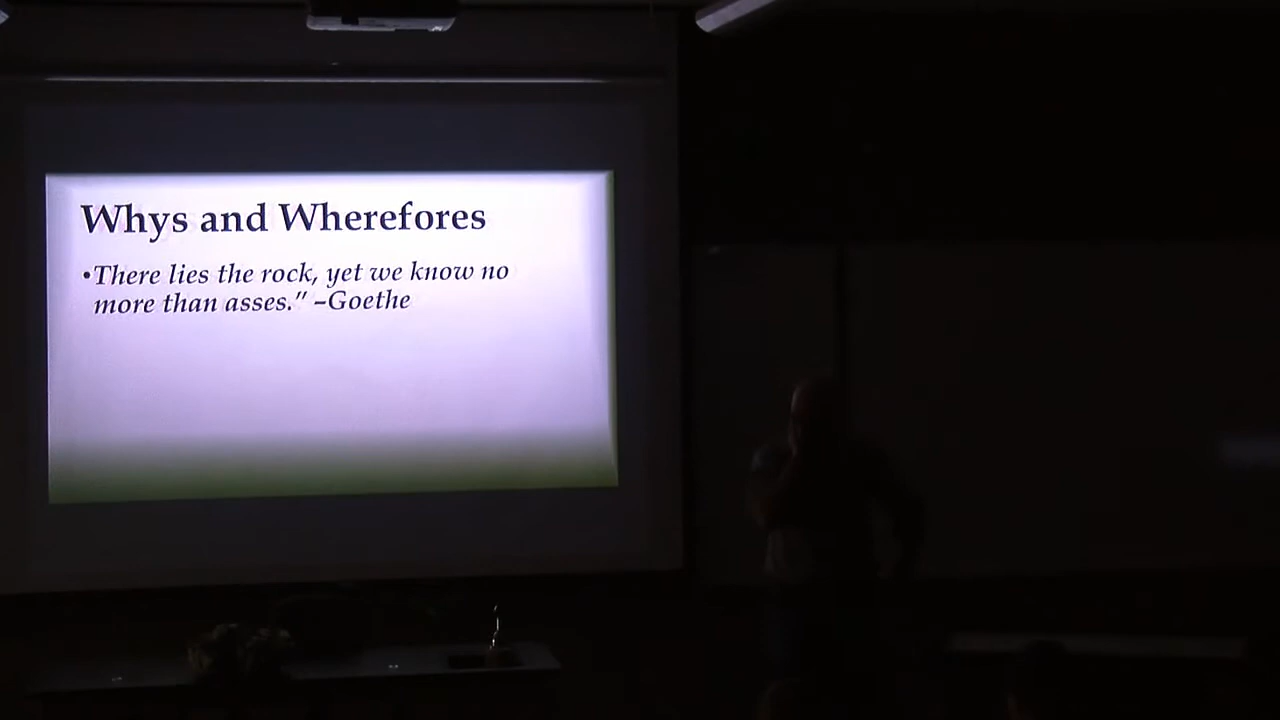 Whys and Wherefores
•There lies the rock, yet we know no
more than asses.” –Goethe